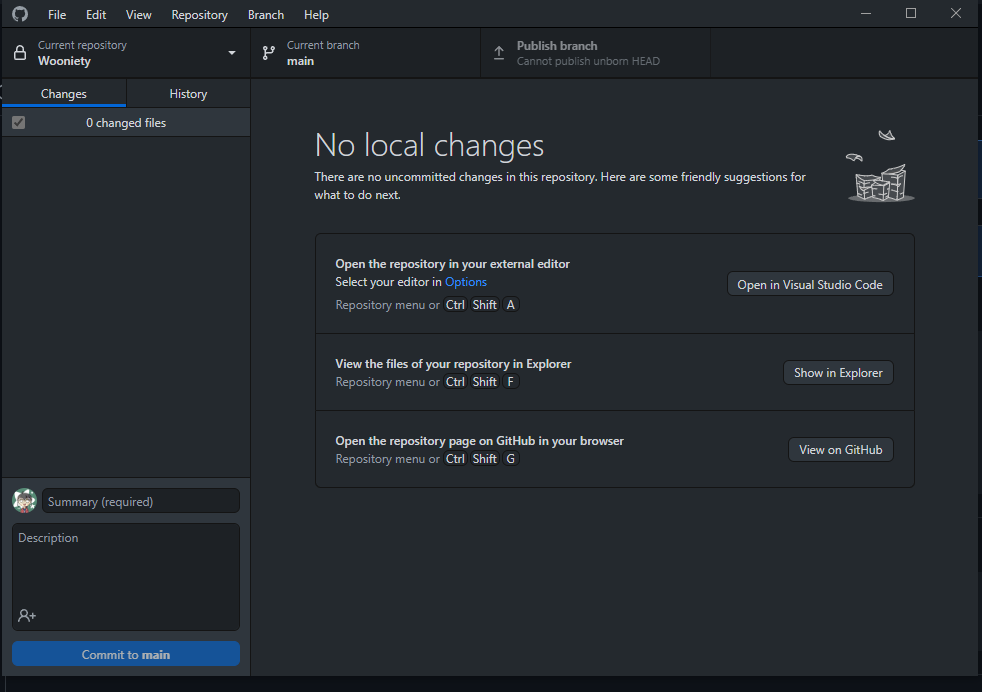 File Edit View Repository Branch Help
Current repository
Wooniety
Current branch
main
Publish branch
Cannot publish unborn HEAD
Changes
History
0 changed files
No local changes
There are no uncommitted changes in this repository. Here are some friendly suggestions for
what to do next.
Open the repository in your external editor
Select your editor in Options
Repository menu or Ctrl Shift A
Open in Visual Studio Code
View the files of your repository in Explorer
Repository menu or Ctrl Shift F
Show in Explorer
Open the repository page on GitHub in your browser
Repository menu or Ctrl Shift G
View on GitHub
Summary (required)
Description
Commit to main